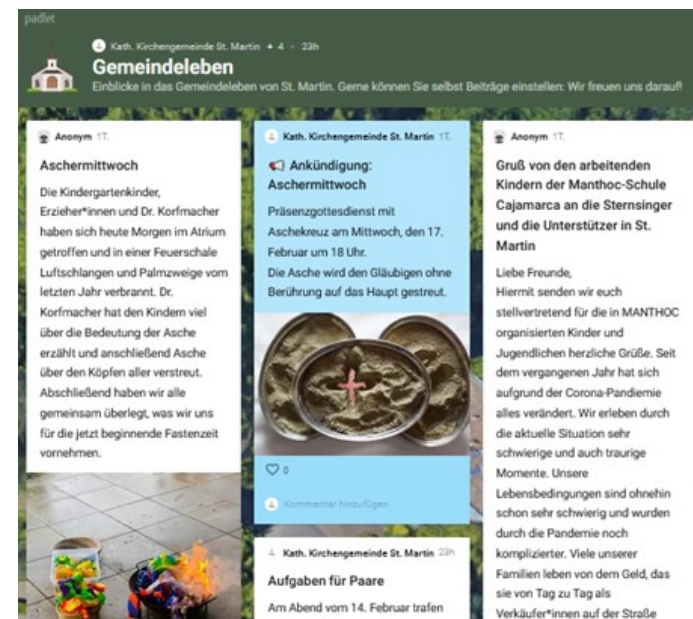 padlet
Kath. Kirchengemeinde St. Martin + 4 · 23h
Gemeindeleben
Einblicke in das Gemeindeleben von St. Martin. Gerne können Sie selbst Beiträge einstellen: Wir freuen uns darauf!
Anonym 1T.
Aschermittwoch
Die Kindergartenkinder,
Erzieher*innen und Dr. Korfmacher
haben sich heute Morgen im Atrium
getroffen und in einer Feuerschale
Luftschlangen und Palmzweige vom
letzten Jahr verbrannt. Dr.
Korfmacher hat den Kindern viel
über die Bedeutung der Asche
erzählt und anschließend Asche
über den Köpfen aller verstreut.
Abschließend haben wir alle
gemeinsam überlegt, was wir uns
für die jetzt beginnende Fastenzeit
vornehmen.
Kath. Kirchengemeinde St. Martin 1T.
Ankündigung:
Aschermittwoch
Präsenzgottesdienst mit
Aschekreuz am Mittwoch, den 17.
Februar um 18 Uhr.
Die Asche wird den Gläubigen ohne
Berührung auf das Haupt gestreut.
0
Kommentar hinzufügen
Kath. Kirchengemeinde St. Martin 23h
Aufgaben für Paare
Am Abend vom 14. Februar trafen
Anonym 1T.
Gruß von den arbeitenden
Kindern der Manthoc-Schule
Cajamarca an die Sternsinger
und die Unterstützer in St.
Martin
Liebe Freunde,
Hiermit senden wir euch
stellvertretend für die in MANTHOC
organisierten Kinder und
Jugendlichen herzliche Grüße. Seit
dem vergangenen Jahr hat sich
aufgrund der Corona-Pandiemie
alles verändert. Wir erleben durch
die aktuelle Situation sehr
schwierige und auch traurige
Momente. Unsere
Lebensbedingungen sind ohnehin
schon sehr schwierig und wurden
durch die Pandemie noch
komplizierter. Viele unserer
Familien leben von dem Geld, das
sie von Tag zu Tag als
Verkäufer*innen auf der Straße